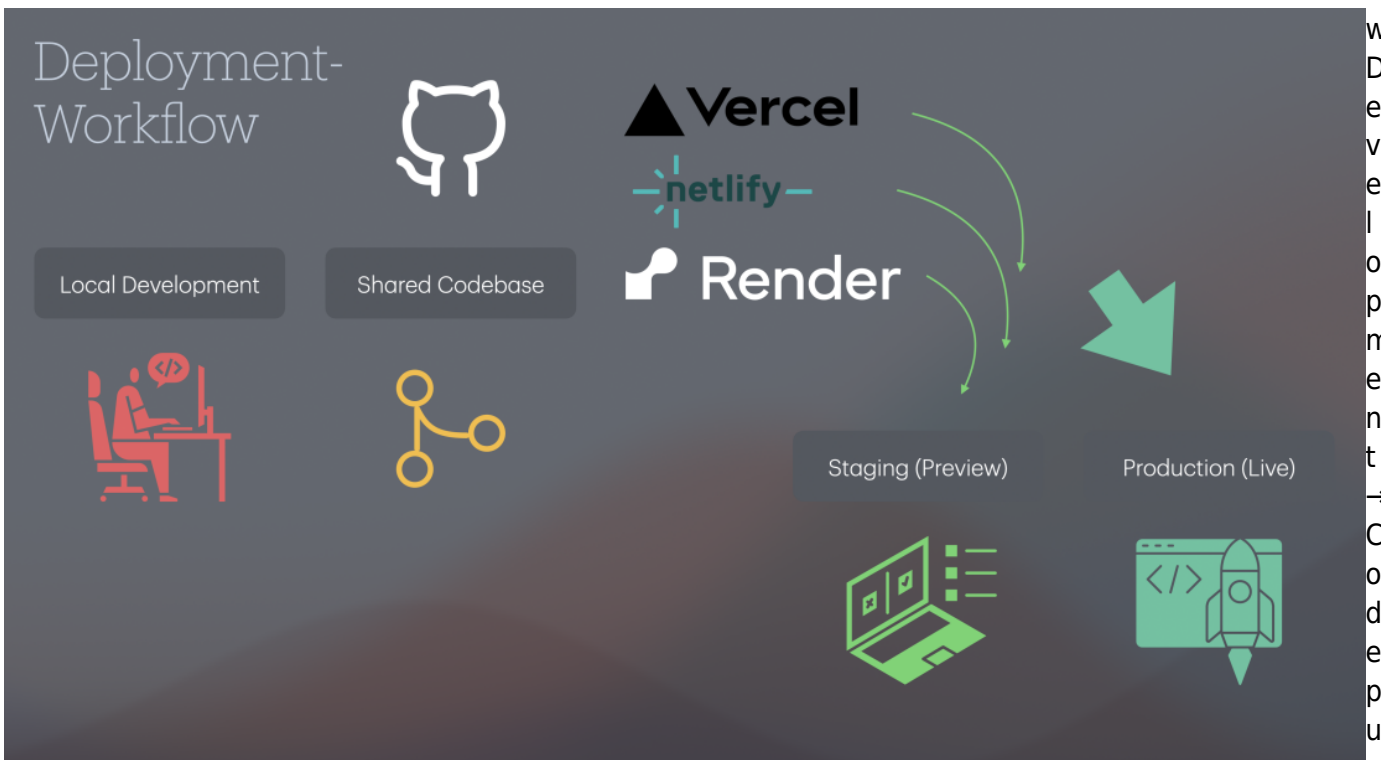 Deployment-
Workflow
Vercel
netlify
Render
Local Development
Shared Codebase
Staging (Preview)
Production (Live)
</>
</>
w
D
e
v
e
l
o
p
m
e
n
t
→
C
o
d
e
p
u